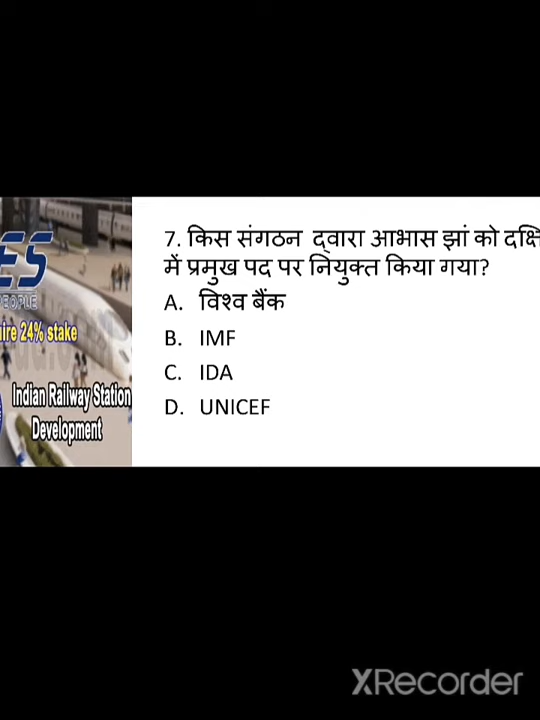 ES
PEOPLE
ire 24% stake
Indian Railway Station
Development
7. किस संगठन द्वारा आभास झां को दक्षि
में प्रमुख पद पर नियुक्त किया गया?
A. विश्व बैंक
B. IMF
C. IDA
D. UNICEF
XRecorder